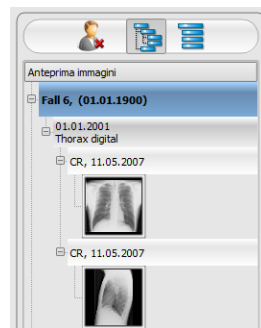 Anteprima immagini
Fall 6, (01.01.1900)
01.01.2001
Thorax digital
CR, 11.05.2007
CR, 11.05.2007